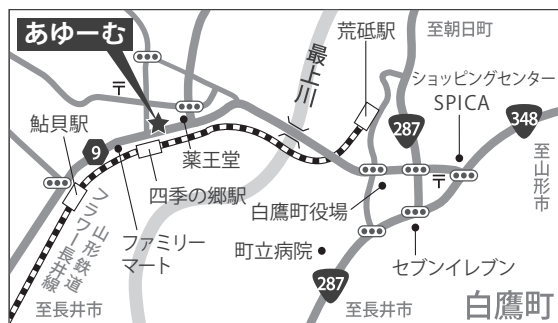 あゆーむ
荒砥駅
至朝日町
最上川
ショッピングセンター
SPICA
〒
348
287
鮎貝駅
9
薬王堂
四季の郷駅
至山形市
〒
白鷹町役場
山形鉄道
フラワー長井線
ファミリー
マート
町立病院
セブンイレブン
287
至長井市
至長井市
白鷹町